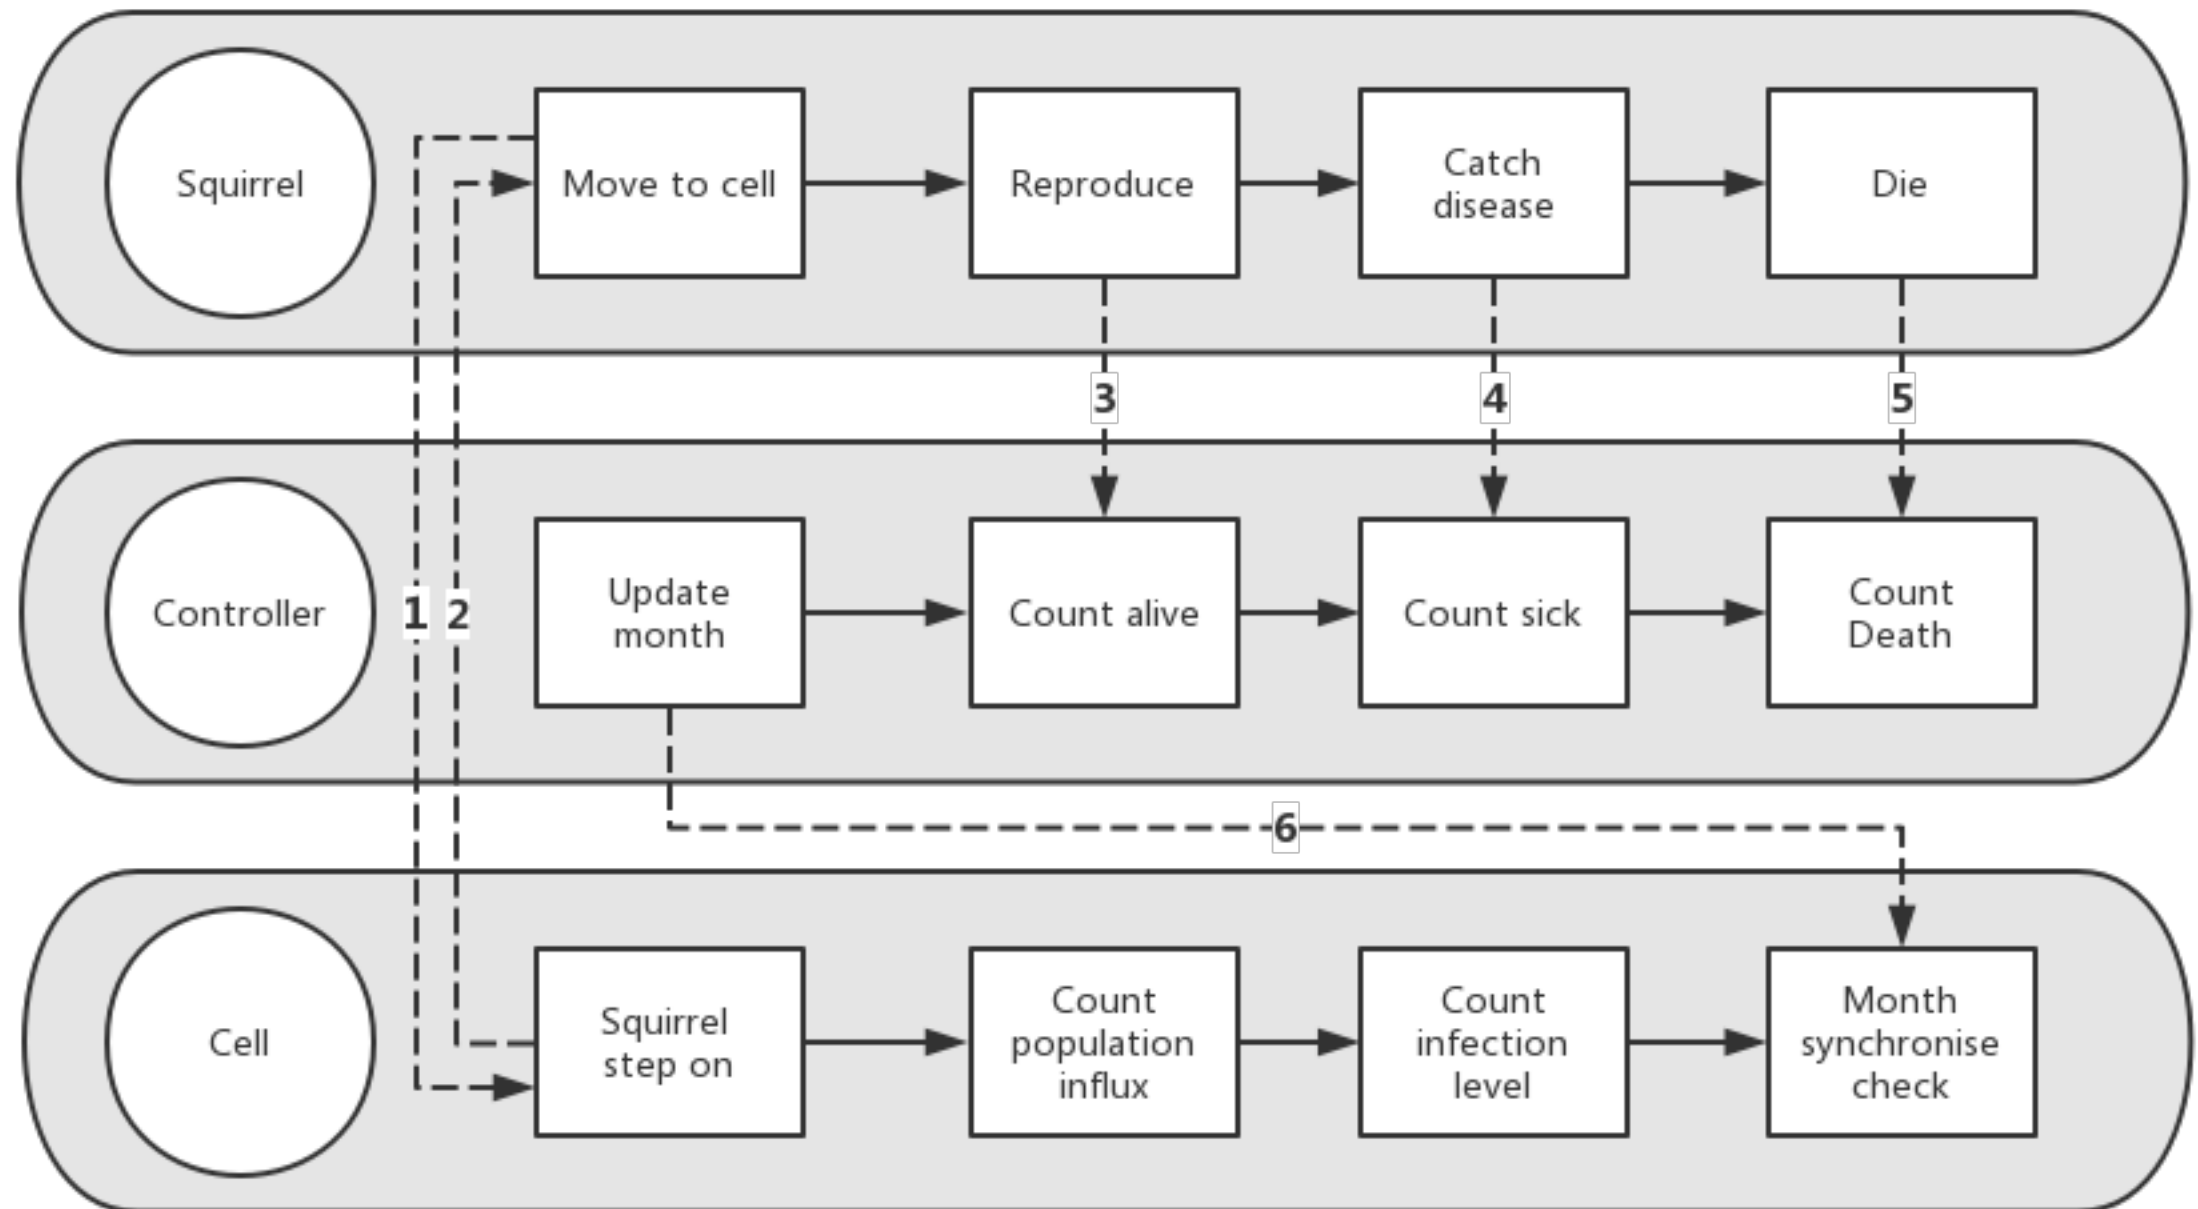 Squirrel
Move to cell
Reproduce
Catch
disease
Die
3
4
5
Controller
1
2
Update
month
Count alive
Count sick
Count
Death
6
Cell
Squirrel
step on
Count
population
influx
Count
infection
level
Month
synchronise
check